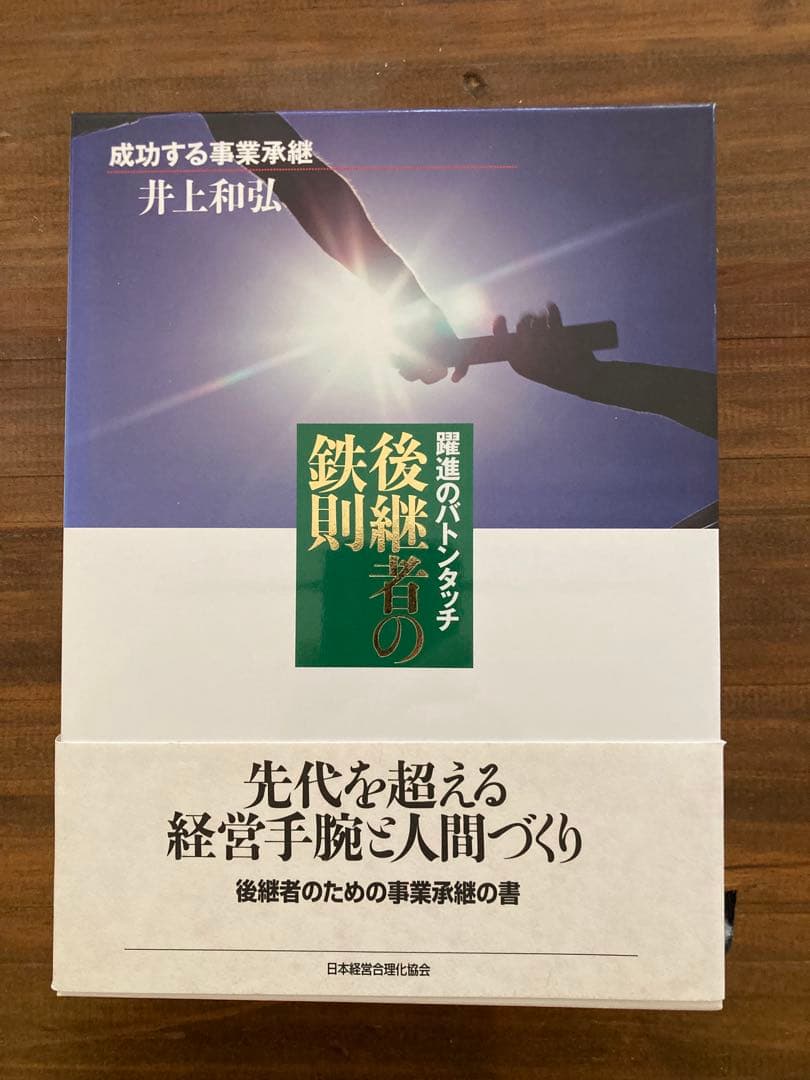 成功する事業承継
井上和弘
躍進のバトンタッチ
後継者の
鉄則
先代を超える
経営手腕と人間づくり
後継者のための事業承継の書
日本経営合理化協会